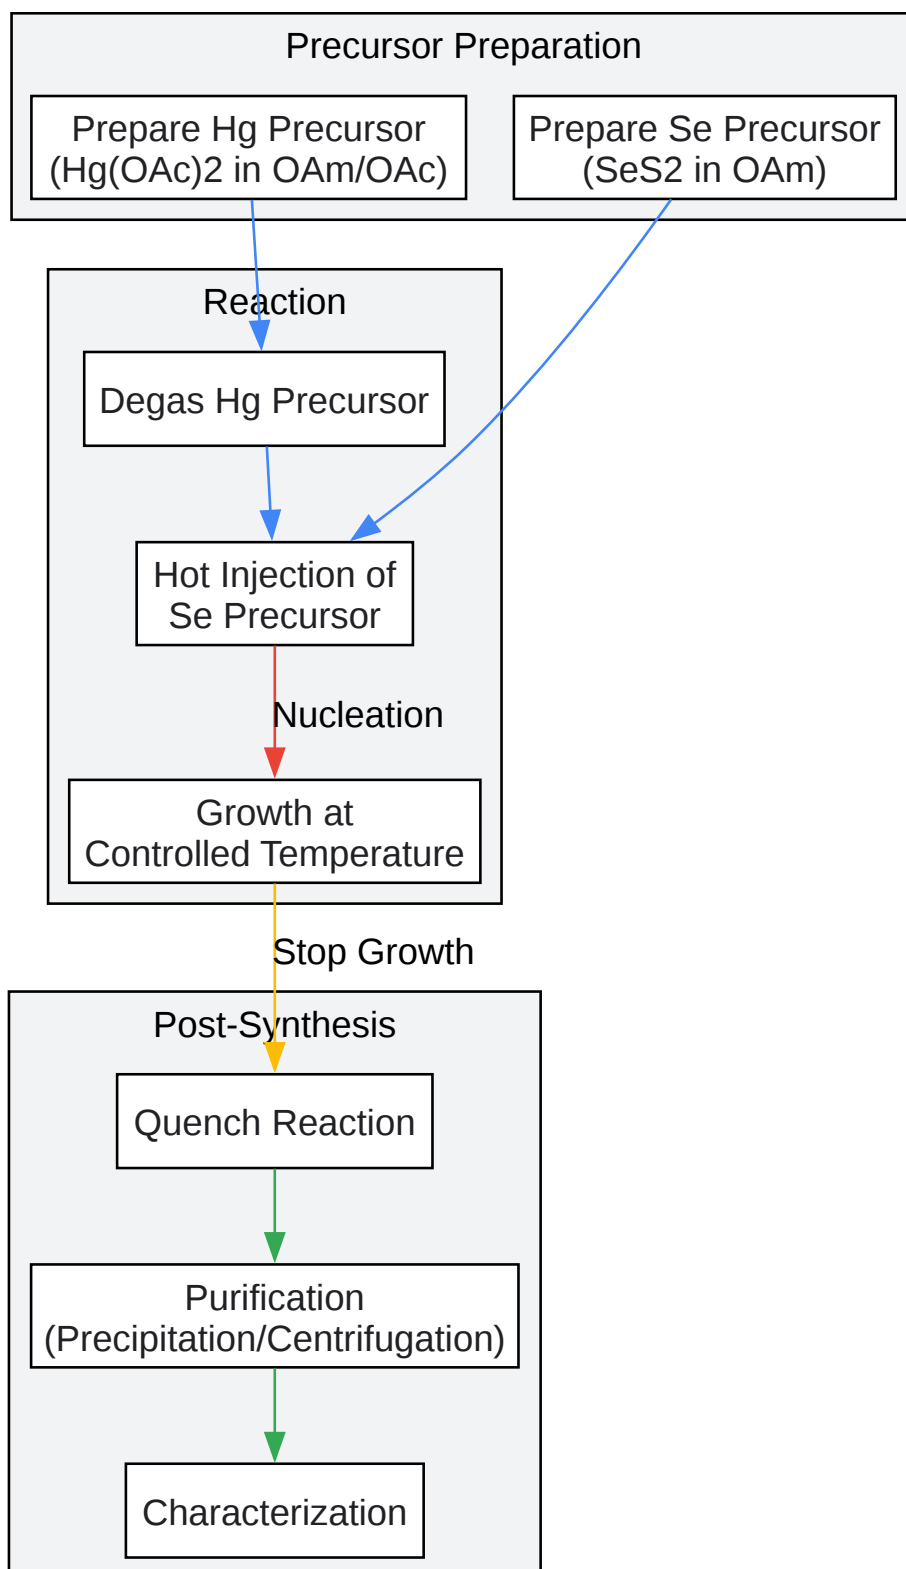 Precursor Preparation
Prepare Hg Precursor
(Hg(OAc)2 in OAm/OAc)
Prepare Se Precursor
(SeS2 in OAm)
Reaction
Degas Hg Precursor
Hot Injection of
Se Precursor
Nucleation
Growth at
Controlled Temperature
Stop Growth
Post-Synthesis
Quench Reaction
Purification
(Precipitation/Centrifugation)
Characterization